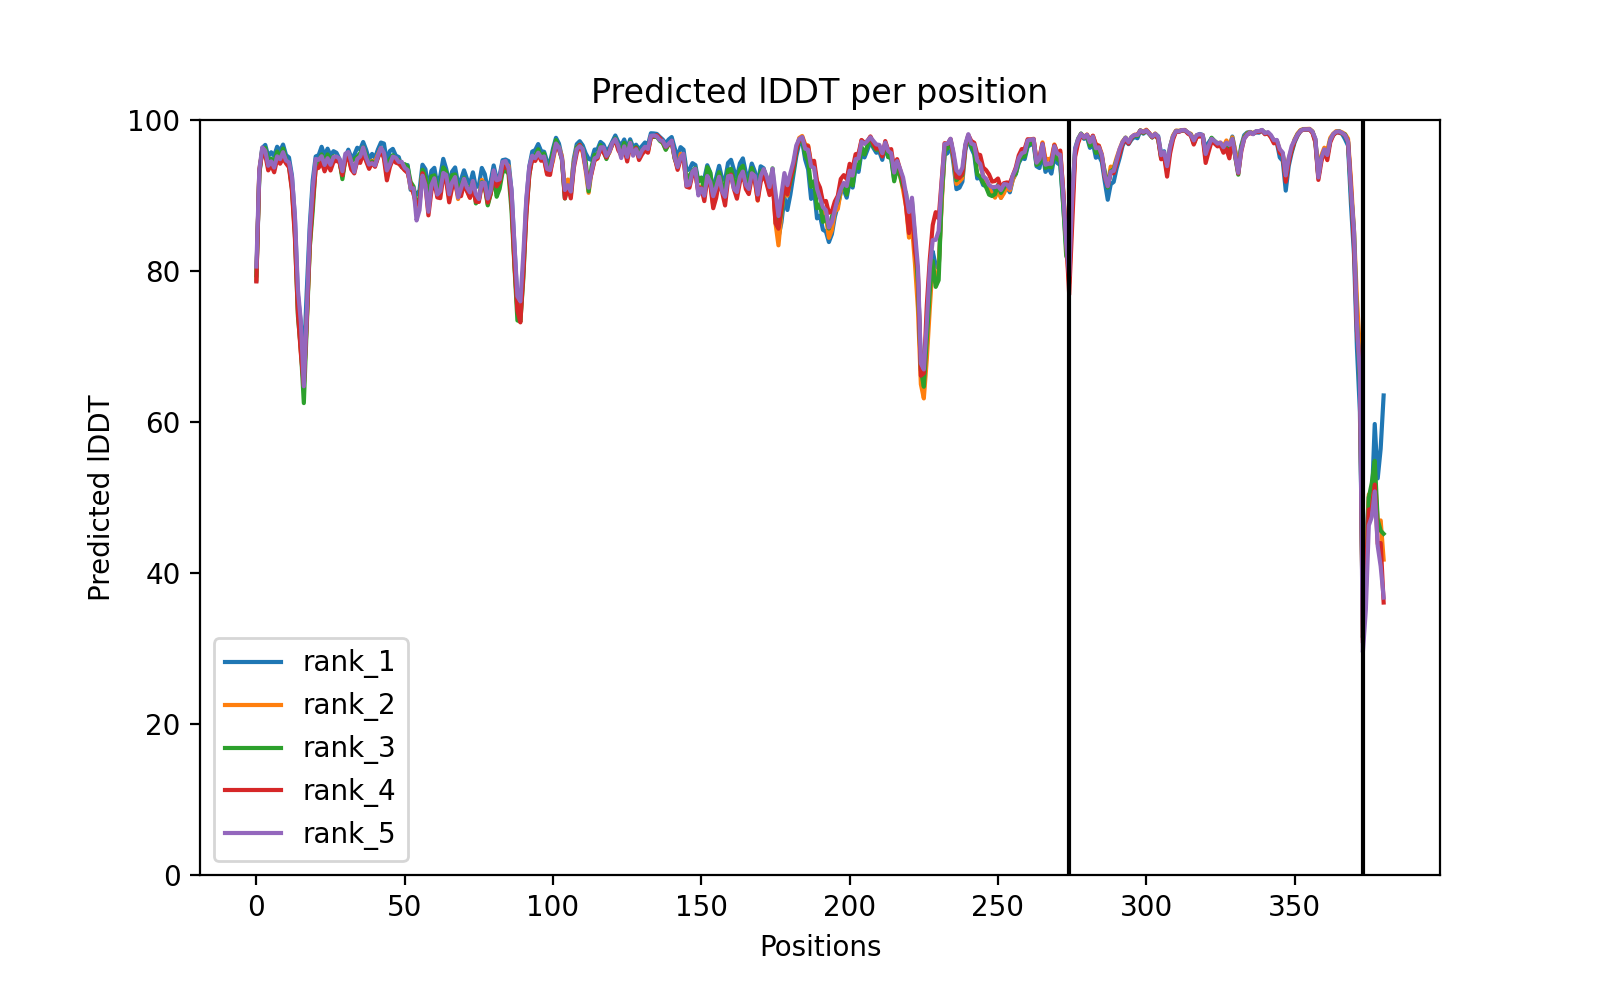 Predicted lDDT per position
100
80
60
40
20
0
Predicted lDDT
rank_1
rank_2
rank_3
rank_4
rank_5
0 50 100 150 200 250 300 350
Positions